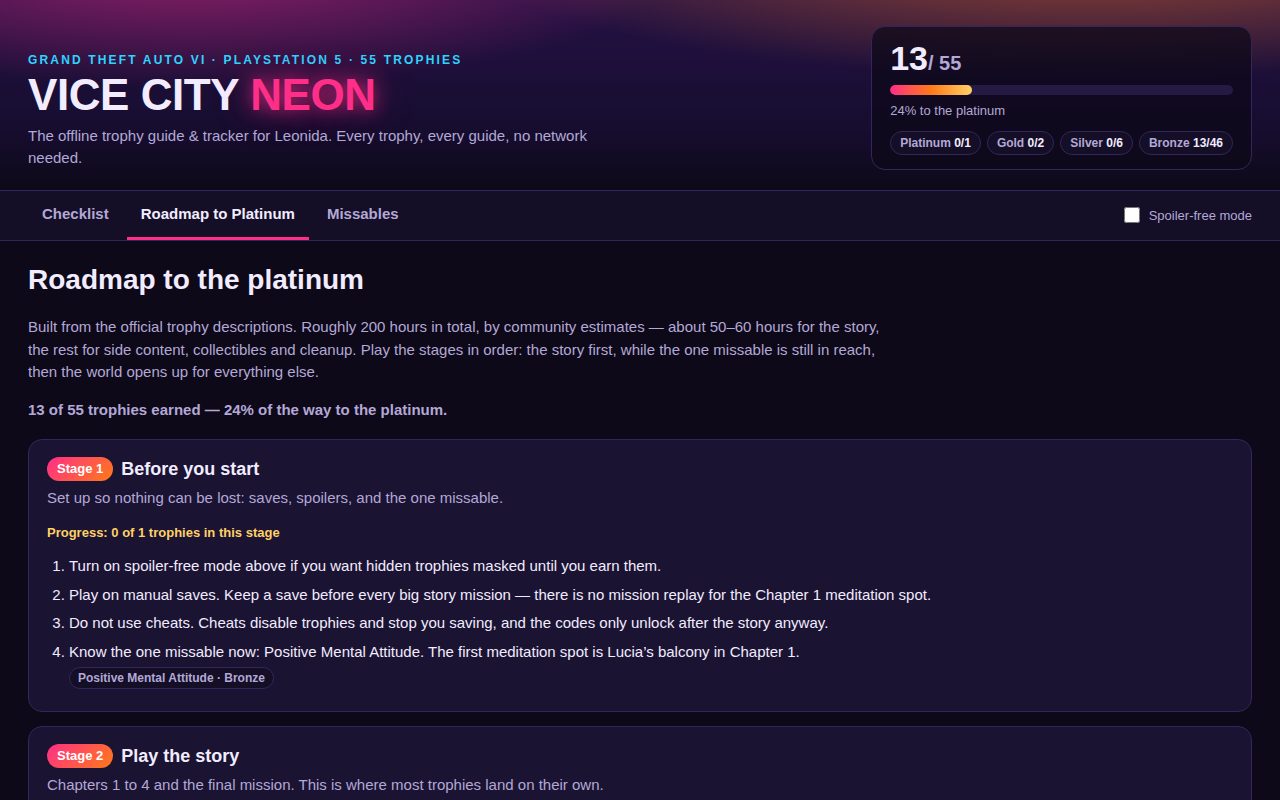 GRAND THEFT AUTO VI · PLAYSTATION 5 · 55 TROPHIES
VICE CITY NEON
The offline trophy guide & tracker for Leonida. Every trophy, every guide, no network
needed.
13/ 55
24% to the platinum
Platinum 0/1
Gold 0/2
Silver 0/6
Bronze 13/46
Checklist
Roadmap to Platinum
Missables
Spoiler-free mode
Roadmap to the platinum
Built from the official trophy descriptions. Roughly 200 hours in total, by community estimates — about 50–60 hours for the story,
the rest for side content, collectibles and cleanup. Play the stages in order: the story first, while the one missable is still in reach,
then the world opens up for everything else.
13 of 55 trophies earned — 24% of the way to the platinum.
Stage 1 Before you start
Set up so nothing can be lost: saves, spoilers, and the one missable.
Progress: 0 of 1 trophies in this stage
1. Turn on spoiler-free mode above if you want hidden trophies masked until you earn them.
2. Play on manual saves. Keep a save before every big story mission — there is no mission replay for the Chapter 1 meditation spot.
3. Do not use cheats. Cheats disable trophies and stop you saving, and the codes only unlock after the story anyway.
4. Know the one missable now: Positive Mental Attitude. The first meditation spot is Lucia’s balcony in Chapter 1.
Positive Mental Attitude · Bronze
Stage 2 Play the story
Chapters 1 to 4 and the final mission. This is where most trophies land on their own.